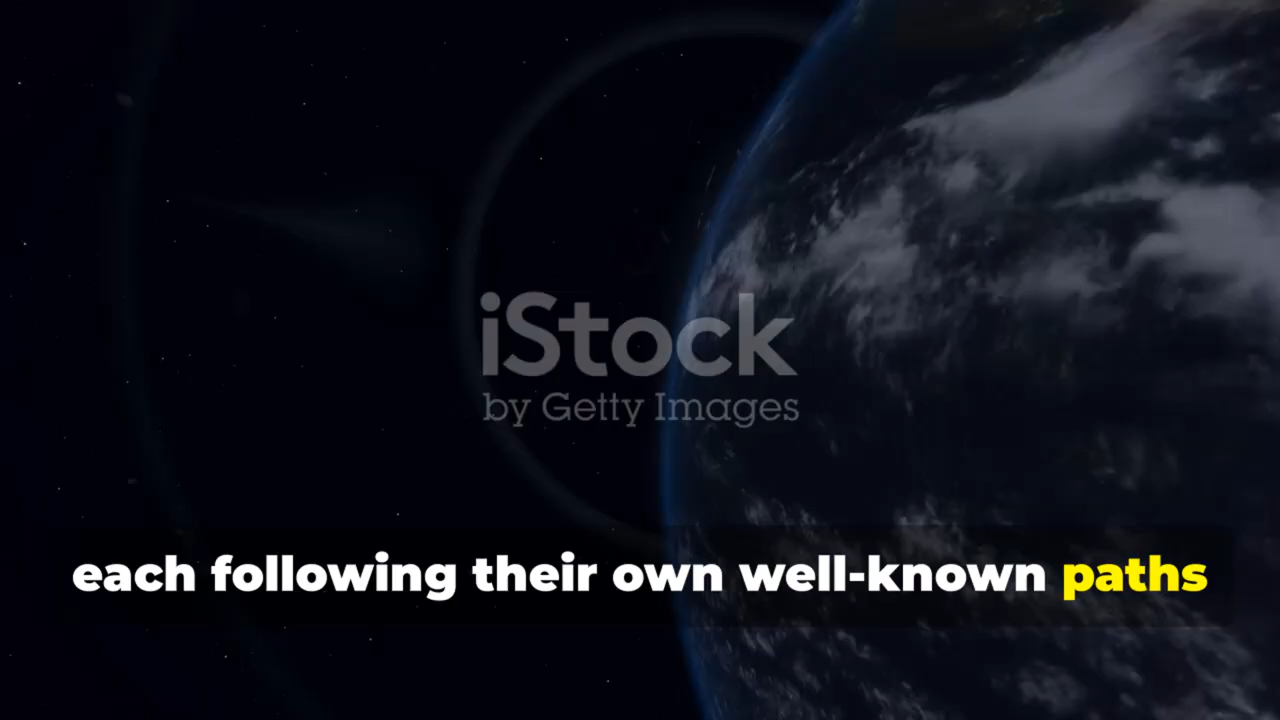 iStock
by Getty Images
each following their own well-known paths